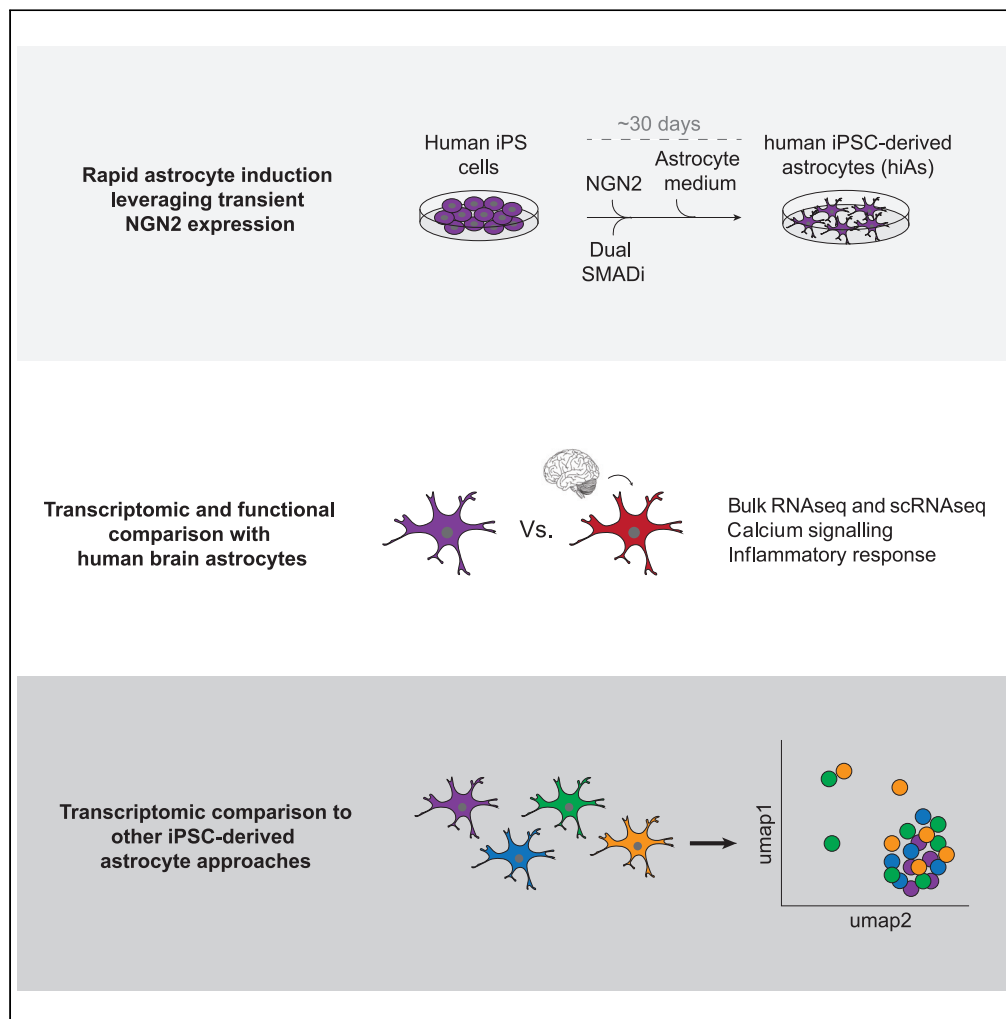 Rapid astrocyte induction
leveraging transient
NGN2 expression
Human iPS
cells
~30 days
NGN2
Astrocyte
medium
Dual
SMADi
human iPSC-derived
astrocytes (hiAs)
Transcriptomic and functional
comparison with
human brain astrocytes
Vs.
Bulk RNAseq and scRNAseq
Calcium signalling
Inflammatory response
Transcriptomic comparison to
other iPSC-derived
astrocyte approaches
umap1
umap2